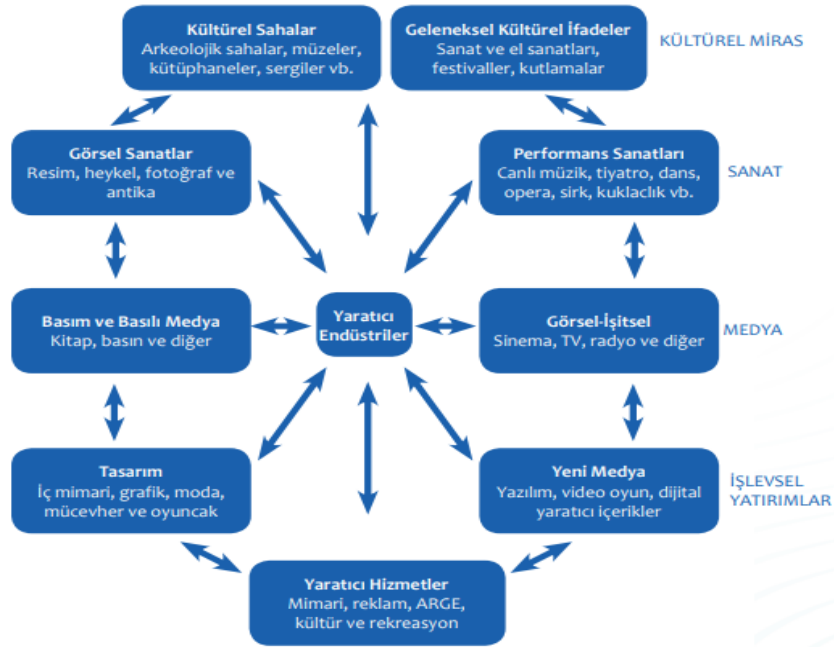 Kültürel Sahalar
Arkeolojik sahalar, müzeler,
kütüphaneler, sergiler vb.
Geleneksel Kültürel İfadeler
Sanat ve el sanatları,
festivaller, kutlamalar
KÜLTÜREL MİRAS
Görsel Sanatlar
Resim, heykel, fotoğraf ve
antika
Performans Sanatları
Canlı müzik, tiyatro, dans,
opera, sirk, kuklaclık vb.
SANAT
Basım ve Basılı Medya
Kitap, basın ve diğer
Yaratıcı
Endüstriler
Görsel-İşitsel
Sinema, TV, radyo ve diğer
MEDYA
Tasarım
İç mimari, grafik, moda,
mücevher ve oyuncak
Yeni Medya
Yazılım, video oyun, dijital
yaratıcı içerikler
İŞLEVSEL
YATIRIMLAR
Yaratıcı Hizmetler
Mimari, reklam, ARGE,
kültür ve rekreasyon